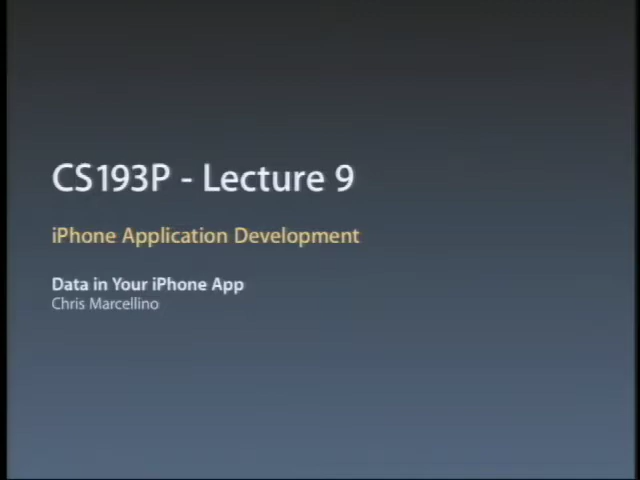 CS193P - Lecture 9
iPhone Application Development
Data in Your iPhone App
Chris Marcellino